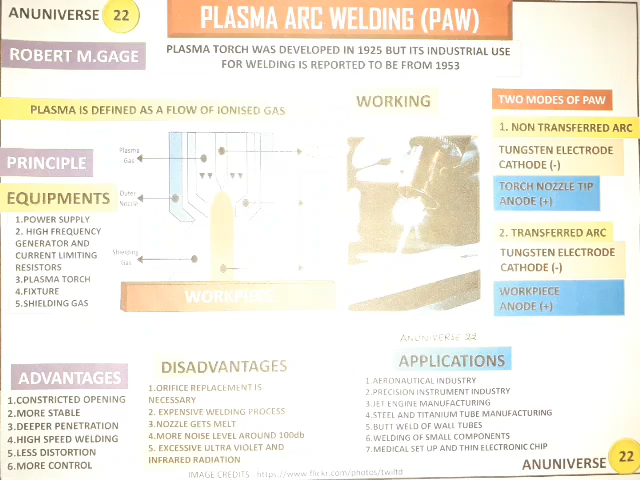 ANUNIVERSE 22
PLASMA ARC WELDING (PAW)
ROBERT M.GAGE
PLASMA TORCH WAS DEVELOPED IN 1925 BUT ITS INDUSTRIAL USE
FOR WELDING IS REPORTED TO BE FROM 1953
PLASMA IS DEFINED AS A FLOW OF IONISED GAS
WORKING
TWO MODES OF PAW
1. NON TRANSFERRED ARC
TUNGSTEN ELECTRODE
CATHODE (-)
TORCH NOZZLE TIP
ANODE (+)
2. TRANSFERRED ARC
TUNGSTEN ELECTRODE
CATHODE (-)
WORKPIECE
ANODE (+)
PRINCIPLE
Plasma
Gas
Outer
Nozzle
Shielding
Gas
WORKPIECE
EQUIPMENTS
1.POWER SUPPLY
2. HIGH FREQUENCY
GENERATOR AND
CURRENT LIMITING
RESISTORS
3.PLASMA TORCH
4.FIXTURE
5.SHIELDING GAS
ANUNIVERSE 22
ADVANTAGES
1.CONSTRICTED OPENING
2.MORE STABLE
3.DEEPER PENETRATION
4.HIGH SPEED WELDING
5.LESS DISTORTION
6.MORE CONTROL
DISADVANTAGES
1.ORIFICE REPLACEMENT IS
NECESSARY
2. EXPENSIVE WELDING PROCESS
3.NOZZLE GETS MELT
4.MORE NOISE LEVEL AROUND 100db
5. EXCESSIVE ULTRA VIOLET AND
INFRARED RADIATION
APPLICATIONS
1.AERONAUTICAL INDUSTRY
2.PRECISION INSTRUMENT INDUSTRY
3.JET ENGINE MANUFACTURING
4.STEEL AND TITANIUM TUBE MANUFACTURING
5.BUTT WELD OF WALL TUBES
6.WELDING OF SMALL COMPONENTS
7.MEDICAL SET UP AND THIN ELECTRONIC CHIP
IMAGE CREDITS : https://www.flickr.com/photos/twiltd
ANUNIVERSE 22